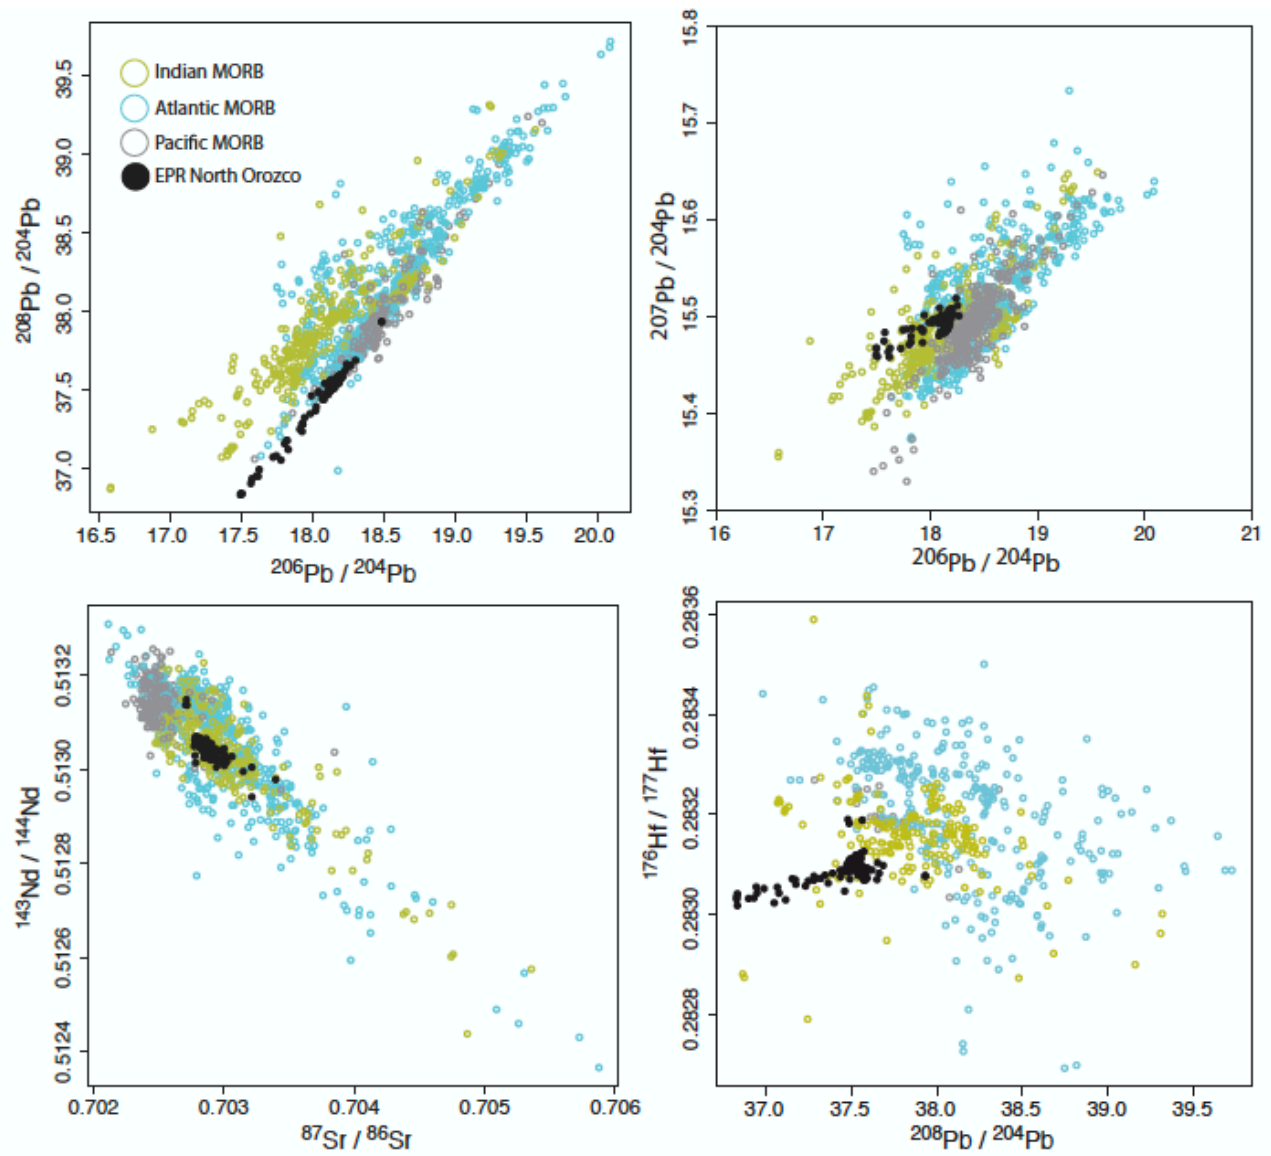 39.5
39.0
38.5
38.0
37.5
37.0
²⁰⁸Pb / ²⁰⁴Pb
Indian MORB
Atlantic MORB
Pacific MORB
EPR North Orozco
16.5 17.0 17.5 18.0 18.5 19.0 19.5 20.0
²⁰⁶Pb / ²⁰⁴Pb
15.8
15.7
15.6
15.5
15.4
15.3
²⁰⁷Pb / ²⁰⁴Pb
16 17 18 19 20 21
²⁰⁶Pb / ²⁰⁴Pb
0.5132
0.5130
0.5128
0.5126
0.5124
¹⁴³Nd / ¹⁴⁴Nd
0.702 0.703 0.704 0.705 0.706
⁸⁷Sr / ⁸⁶Sr
0.2836
0.2834
0.2832
0.2830
0.2828
¹⁷⁶Hf / ¹⁷⁷Hf
37.0 37.5 38.0 38.5 39.0 39.5
²⁰⁸Pb / ²⁰⁴Pb